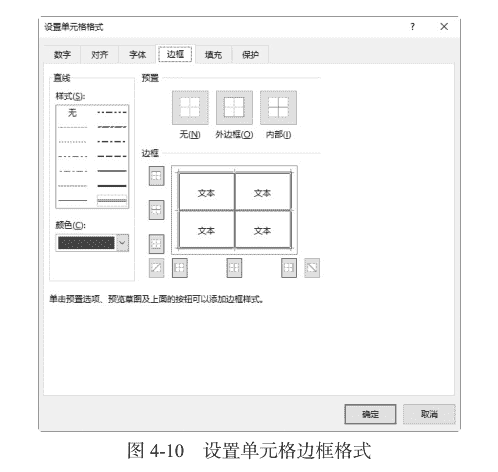 设置单元格格式
? ×
数字 对齐 字体 边框 填充 保护
直线
样式(S):
无
颜色(C):
预置
无(N) 外边框(O) 内部(I)
边框
文本 文本
文本 文本
单击预置选项、预览草图及上面的按钮可以添加边框样式。
确定 取消
图 4-10 设置单元格边框格式